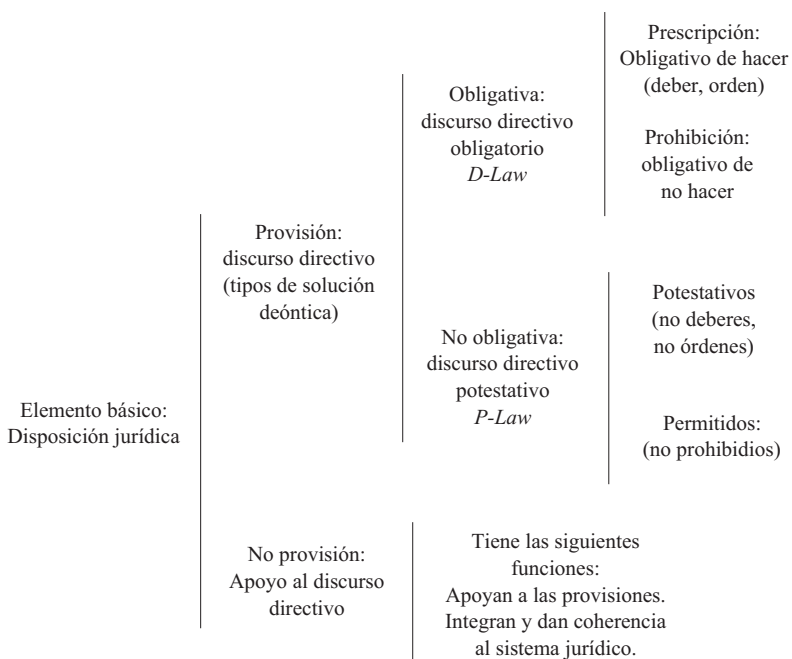 Elemento básico:
Disposición jurídica
Provisión:
discurso directivo
(tipos de solución
deóntica)
Obligativa:
discurso directivo
obligatorio
D-Law
Prescripción:
Obligativo de hacer
(deber, orden)
Prohibición:
obligativo de
no hacer
No obligativa:
discurso directivo
potestativo
P-Law
Potestativos
(no deberes,
no órdenes)
Permitidos:
(no prohibidios)
No provisión:
Apoyo al discurso
directivo
Tiene las siguientes
funciones:
Apoyan a las provisiones.
Integran y dan coherencia
al sistema jurídico.